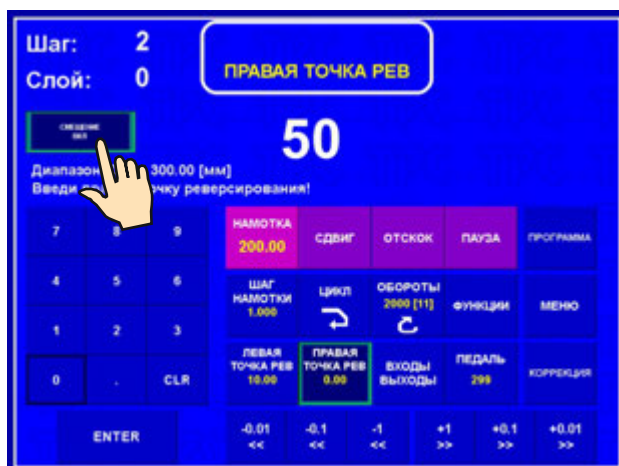 Шаг: 2
Слой: 0
ПРАВАЯ ТОЧКА РЕВ
СМЕЩЕНИЕ
ВКЛ
50
300.00 [мм]
Введи
реверсирования!
7 8 9
4 5 6
1 2 3
0 . CLR
ENTER
НАМОТКА
200.00
СДВИГ
ОТСКОК
ПАУЗА
ПРОГРАММА
ШАГ
НАМОТКИ
1.000
ЦИКЛ
ОБОРОТЫ
2000 [11]
ФУНКЦИИ
МЕНЮ
ЛЕВАЯ
ТОЧКА РЕВ
10.00
ПРАВАЯ
ТОЧКА РЕВ
0.00
ВХОДЫ
ВЫХОДЫ
ПЕДАЛЬ
299
КОРРЕКЦИЯ
-0.01
<<
-0.1
<<
-1
<<
+1
>>
+0.1
>>
+0.01
>>